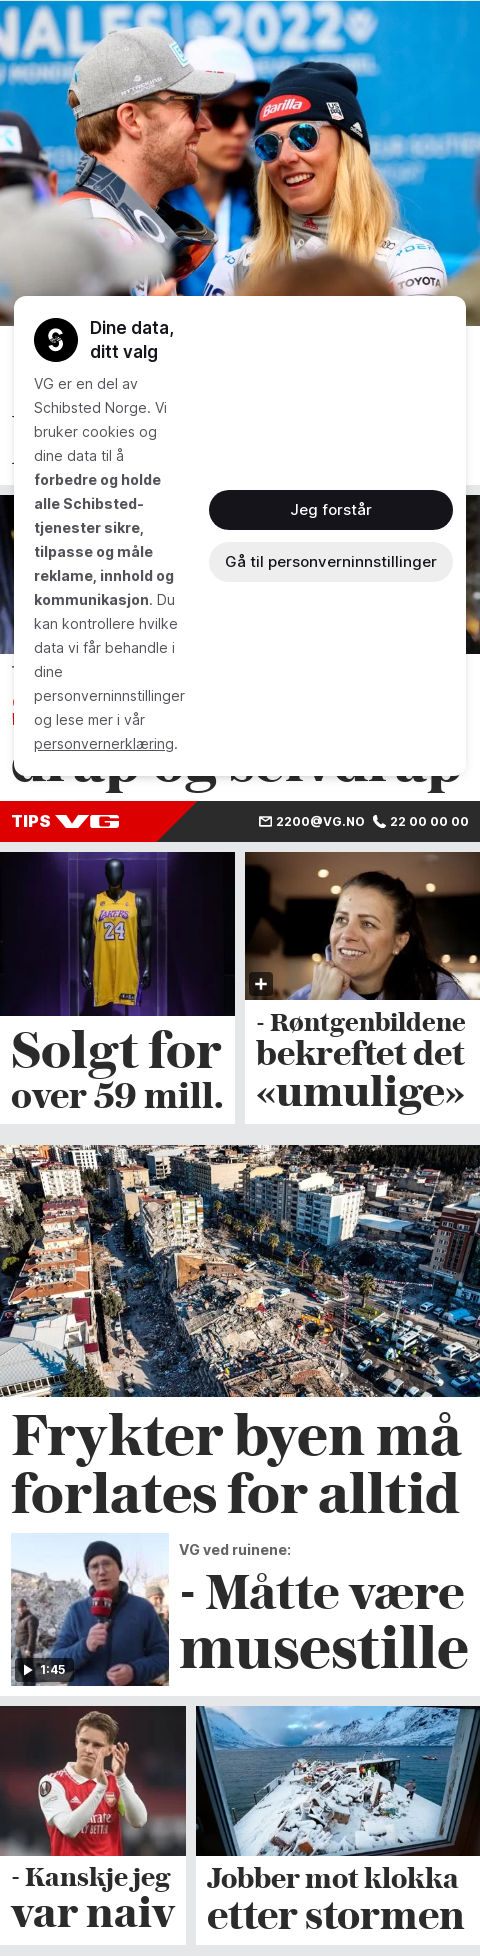 NALES 2022
Barilla
TOYOTA
Dine data,
ditt valg
VG er en del av
Schibsted Norge. Vi
bruker cookies og
dine data til å
forbedre og holde
alle Schibsted-
tjenester sikre,
tilpasse og måle
reklame, innhold og
kommunikasjon. Du
kan kontrollere hvilke
data vi får behandle i
dine
personverninnstillinger
og lese mer i vår
personvernerklæring.
Jeg forstår
Gå til personverninnstillinger
drap og selvdrap
TIPS VG
2200@VG.NO 22 00 00 00
LAKERS
24
Solgt for
over 59 mill.
- Røntgenbildene
bekreftet det
«umulige»
Frykter byen må
forlates for alltid
VG ved ruinene:
- Måtte være
musestille
1:45
- Kanskje jeg
var naiv
Jobber mot klokka
etter stormen